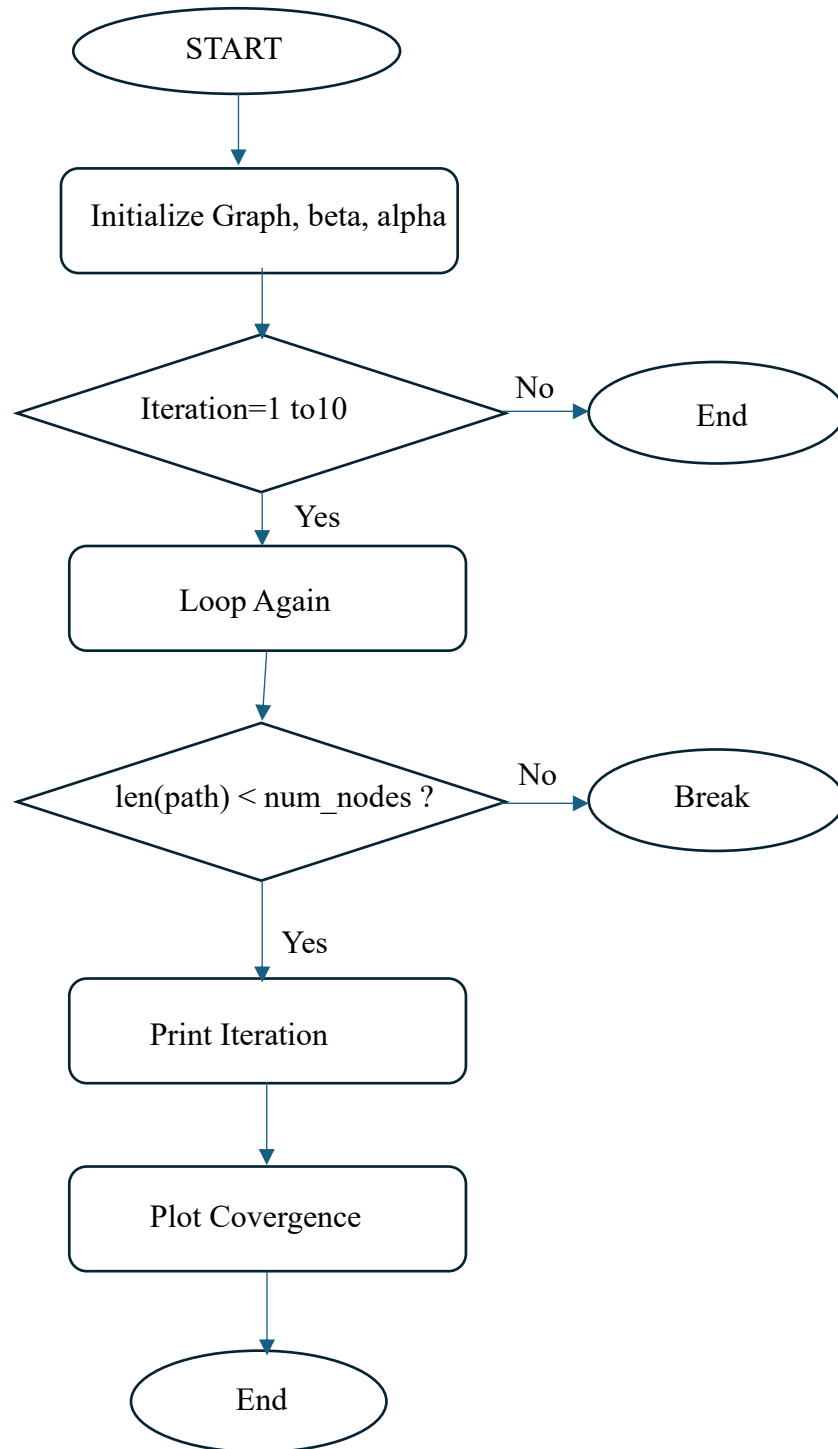 START
Initialize Graph, beta, alpha
Iteration=1 to10
No
End
Yes
Loop Again
len(path) < num_nodes ?
No
Break
Yes
Print Iteration
Plot Covergence
End